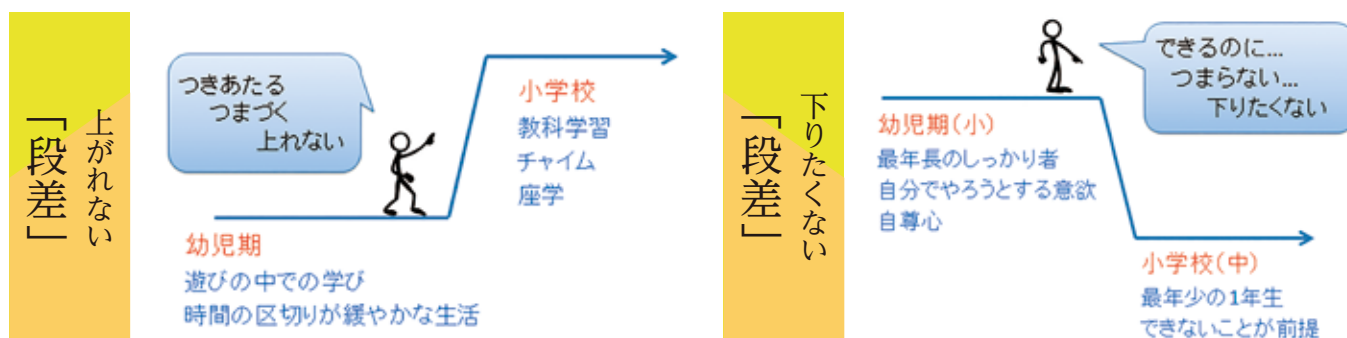 上がれない
「段差」
つきあたる
つまづく
上れない
小学校
教科学習
チャイム
座学
幼児期
遊びの中での学び
時間の区切りが緩やかな生活
下りたくない
「段差」
できるのに…
つまらない…
下りたくない
幼児期(小)
最年長のしっかり者
自分でやろうとする意欲
自尊心
小学校(中)
最年少の1年生
できないことが前提